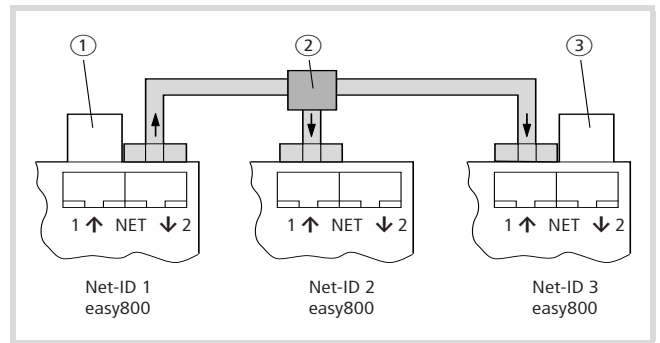 1 2 3
1 ↑ NET ↓ 2 1 ↑ NET ↓ 2 1 ↑ NET ↓ 2
Net-ID 1 Net-ID 2 Net-ID 3
easy800 easy800 easy800